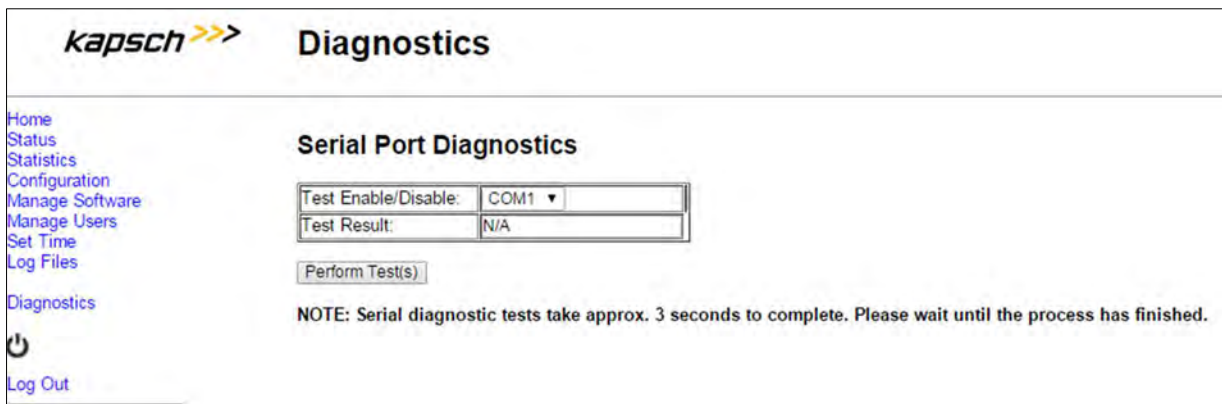 kapsch >>>
Diagnostics
Home
Status
Statistics
Configuration
Manage Software
Manage Users
Set Time
Log Files
Diagnostics
Log Out
Serial Port Diagnostics
Test Enable/Disable: COM1
Test Result: N/A
Perform Test(s)
NOTE: Serial diagnostic tests take approx. 3 seconds to complete. Please wait until the process has finished.